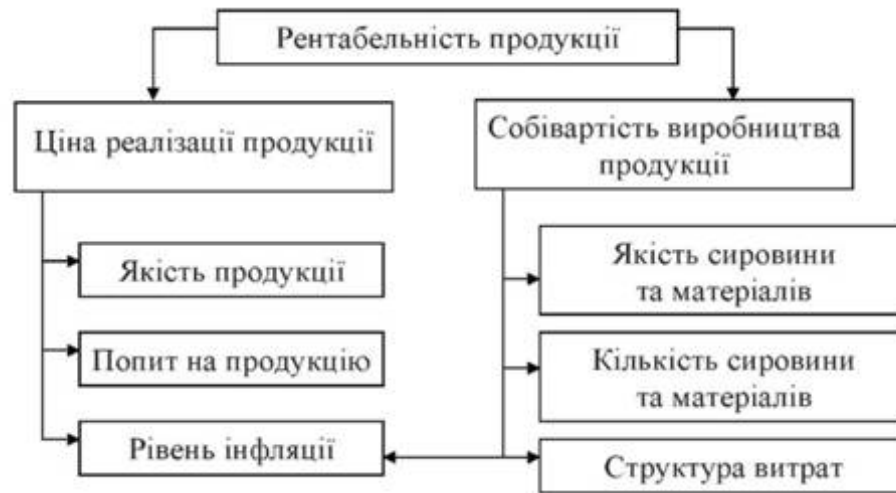 Рентабельність продукції
Ціна реалізації продукції
Собівартість виробництва
продукції
Якість продукції
Попит на продукцію
Рівень інфляції
Якість сировини
та матеріалів
Кількість сировини
та матеріалів
Структура витрат